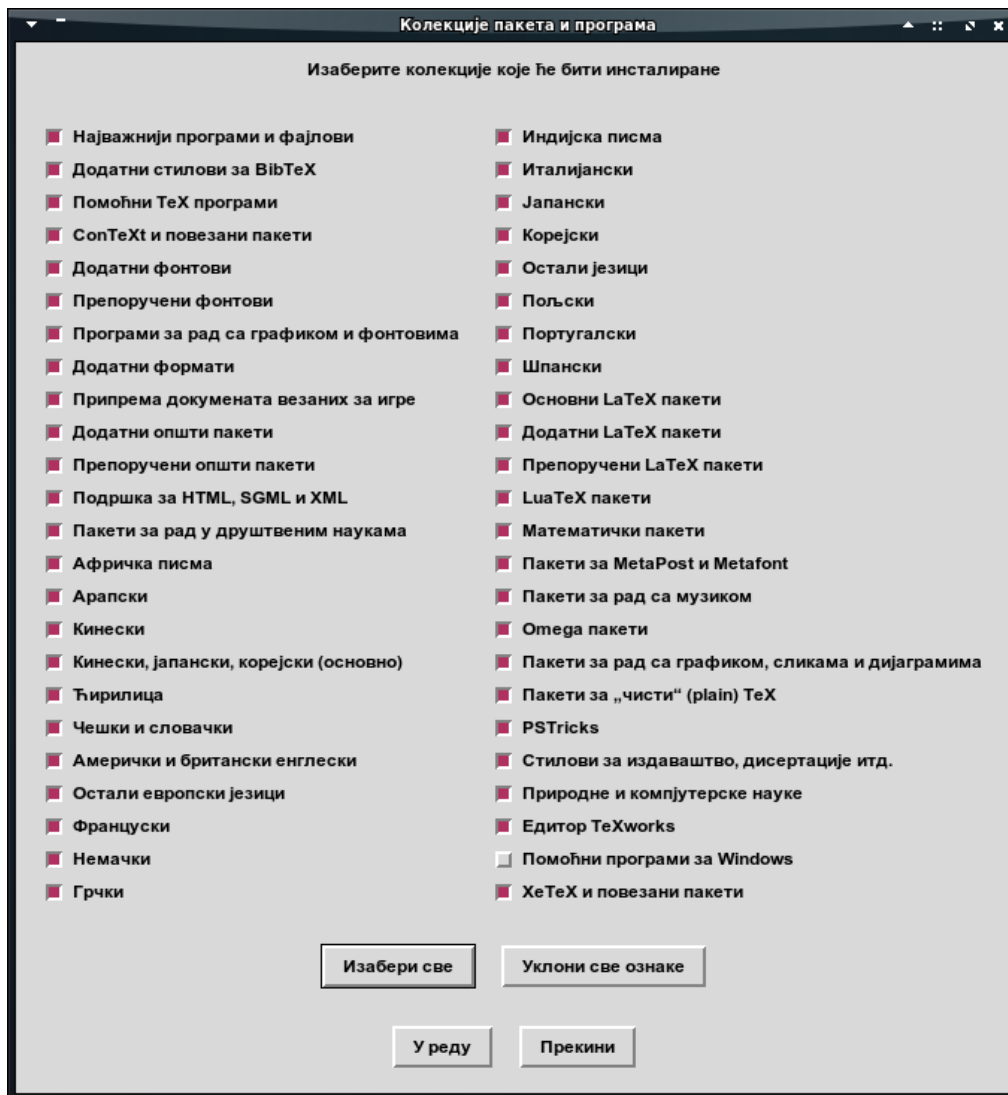 Колекције пакета и програма
Изаберите колекције које ће бити инсталиране
Најважнији програми и фајлови
Додатни стилови за BibTeX
Помоћни TeX програми
ConTeXt и повезани пакети
Додатни фонтови
Препоручени фонтови
Програми за рад са графиком и фонтовима
Додатни формати
Припрема докумената везаних за игре
Додатни општи пакети
Препоручени општи пакети
Подршка за HTML, SGML и XML
Пакети за рад у друштвеним наукама
Афричка писма
Арапски
Кинески
Кинески, јапански, корејски (основно)
Ћирилица
Чешки и словачки
Амерички и британски енглески
Остали европски језици
Француски
Немачки
Грчки
Индијска писма
Италијански
Јапански
Корејски
Остали језици
Пољски
Португалски
Шпански
Основни LaTeX пакети
Додатни LaTeX пакети
Препоручени LaTeX пакети
LuaTeX пакети
Математички пакети
Пакети за MetaPost и Metafont
Пакети за рад са музиком
Omega пакети
Пакети за рад са графиком, сликама и дијаграмима
Пакети за „чисти“ (plain) TeX
PSTricks
Стилови за издаваштво, дисертације итд.
Природне и компјутерске науке
Едитор TeXworks
Помоћни програми за Windows
XeTeX и повезани пакети
Изабери све
Уклони све ознаке
У реду
Прекини